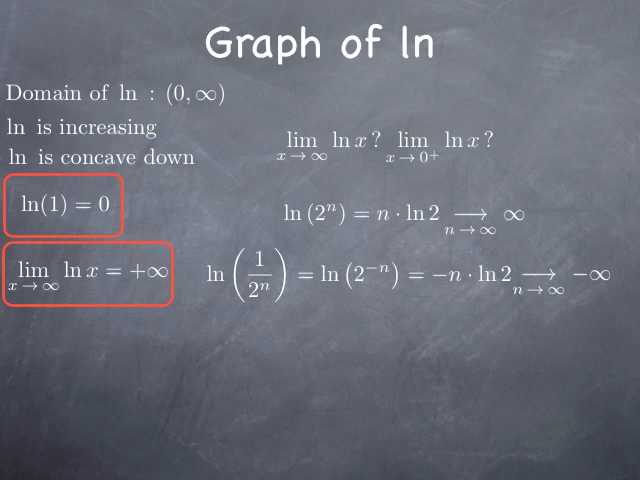 Graph of ln
Domain of ln : (0, ∞)
ln is increasing
ln is concave down
lim x → ∞ ln x ? lim x → 0⁺ ln x ?
ln(1) = 0
ln (2ⁿ) = n · ln 2 ⟶ n → ∞ ∞
lim x → ∞ ln x = +∞
ln (1/2ⁿ) = ln (2⁻ⁿ) = −n · ln 2 ⟶ n → ∞ −∞